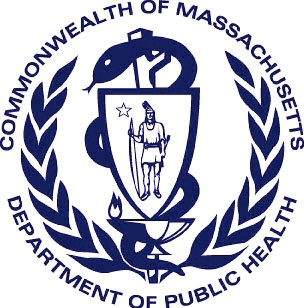 COMMONWEALTH OF MASSACHUSETTS
DEPARTMENT OF PUBLIC HEALTH